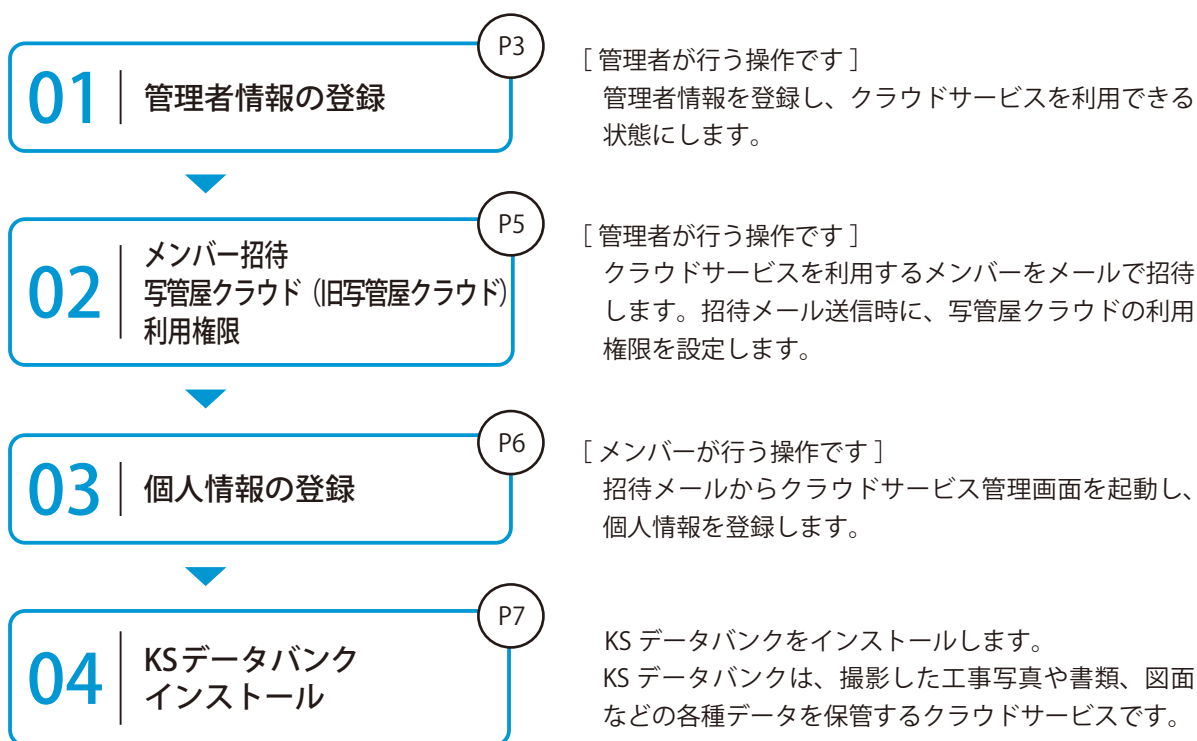 P3
01 管理者情報の登録
[ 管理者が行う操作です ]
管理者情報を登録し、クラウドサービスを利用できる
状態にします。
P5
02 メンバー招待
写管屋クラウド（旧写管屋クラウド）
利用権限
[ 管理者が行う操作です ]
クラウドサービスを利用するメンバーをメールで招待
します。招待メール送信時に、写管屋クラウドの利用
権限を設定します。
P6
03 個人情報の登録
[ メンバーが行う操作です ]
招待メールからクラウドサービス管理画面を起動し、
個人情報を登録します。
P7
04 KSデータバンク
インストール
KS データバンクをインストールします。
KS データバンクは、撮影した工事写真や書類、図面
などの各種データを保管するクラウドサービスです。